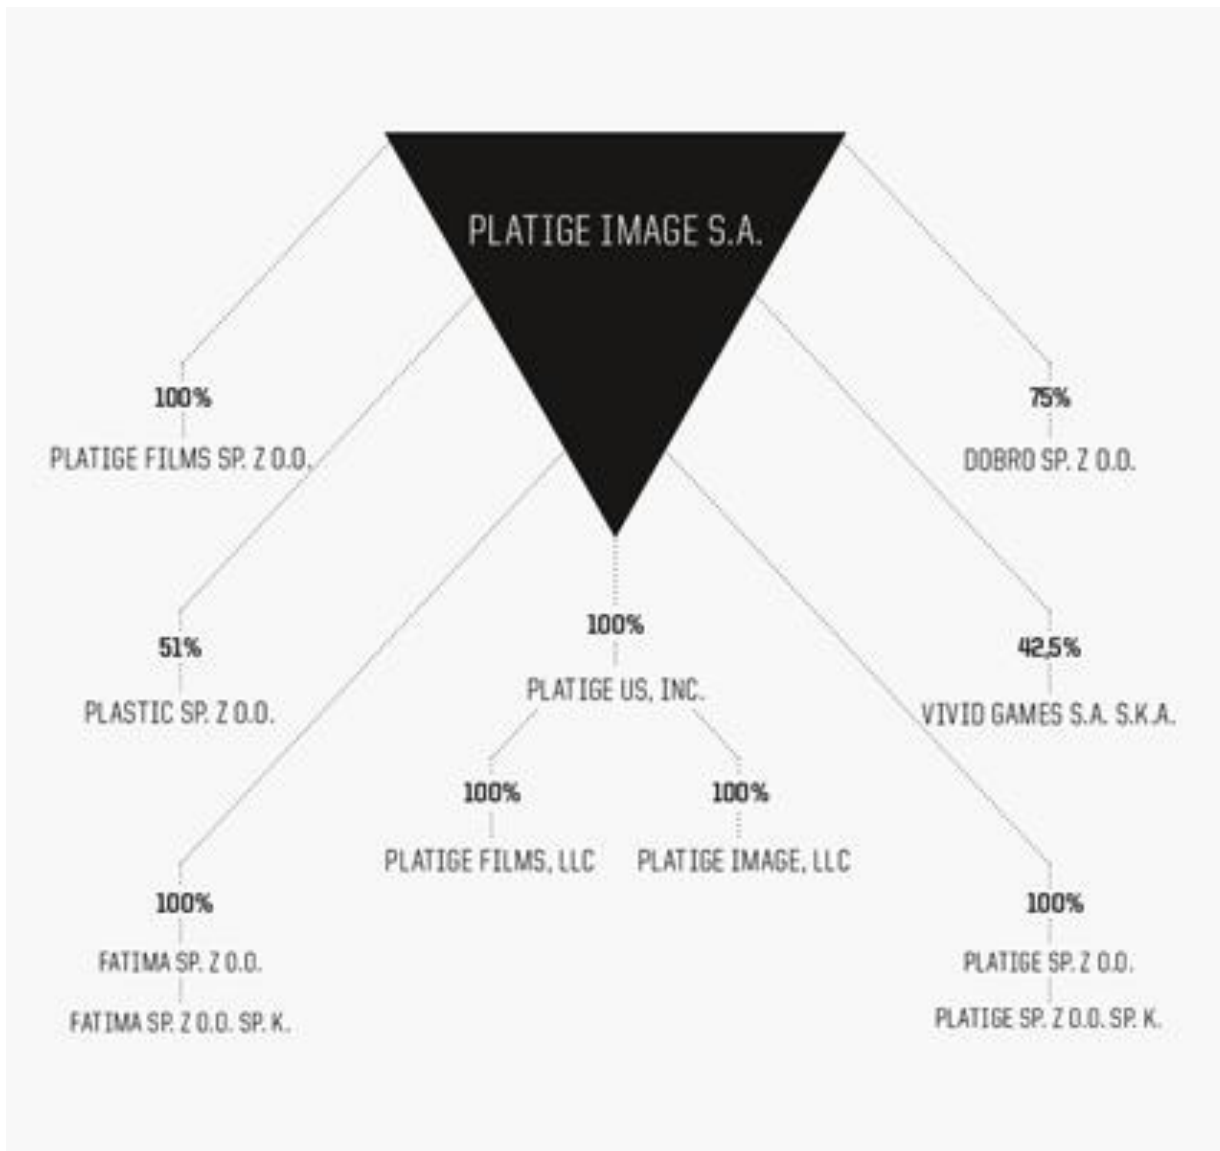 PLATIGE IMAGE S.A.
100%
PLATIGE FILMS SP. Z O.O.
75%
DOBRO SP. Z O.O.
51%
PLASTIC SP. Z O.O.
100%
PLATIGE US, INC.
42,5%
VIVID GAMES S.A. S.K.A.
100%
PLATIGE FILMS, LLC
100%
PLATIGE IMAGE, LLC
100%
FATIMA SP. Z O.O.
FATIMA SP. Z O.O. SP. K.
100%
PLATIGE SP. Z O.O.
PLATIGE SP. Z O.O. SP. K.